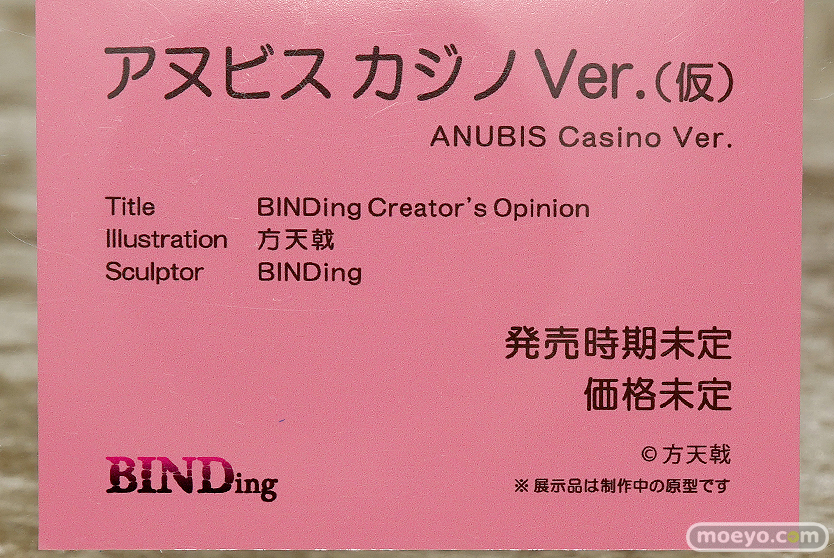 アヌビス カジノ Ver.(仮)
ANUBIS Casino Ver.
Title BINDing Creator's Opinion
Illustration 方天戟
Sculptor BINDing
発売時期未定
価格未定
©方天戟
BINDing
※展示品は制作中の原型です
moeyo.com